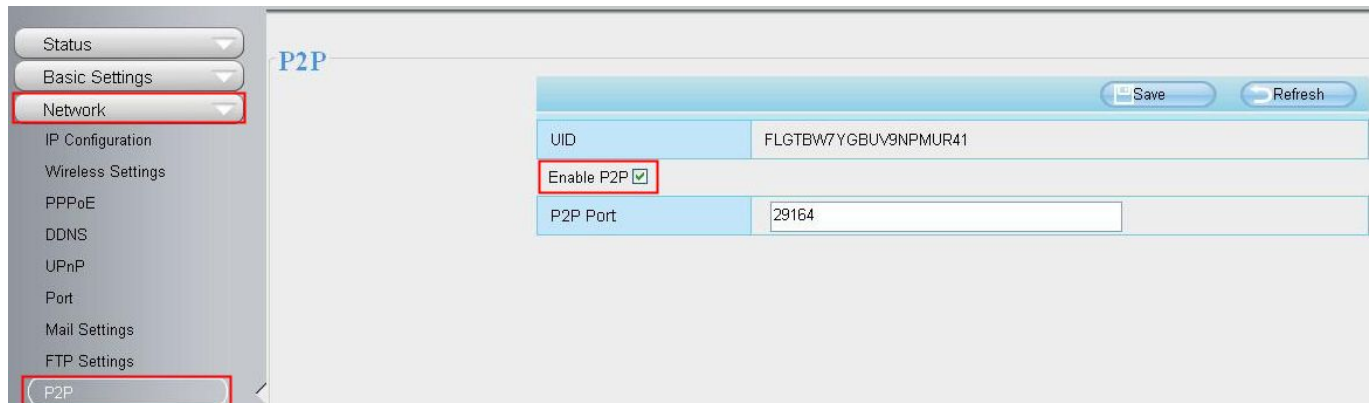 Status
Basic Settings
Network
IP Configuration
Wireless Settings
PPPoE
DDNS
UPnP
Port
Mail Settings
FTP Settings
P2P
P2P
Save Refresh
UID FLGTBW7YGBUV9NPMUR41
Enable P2P
P2P Port 29164